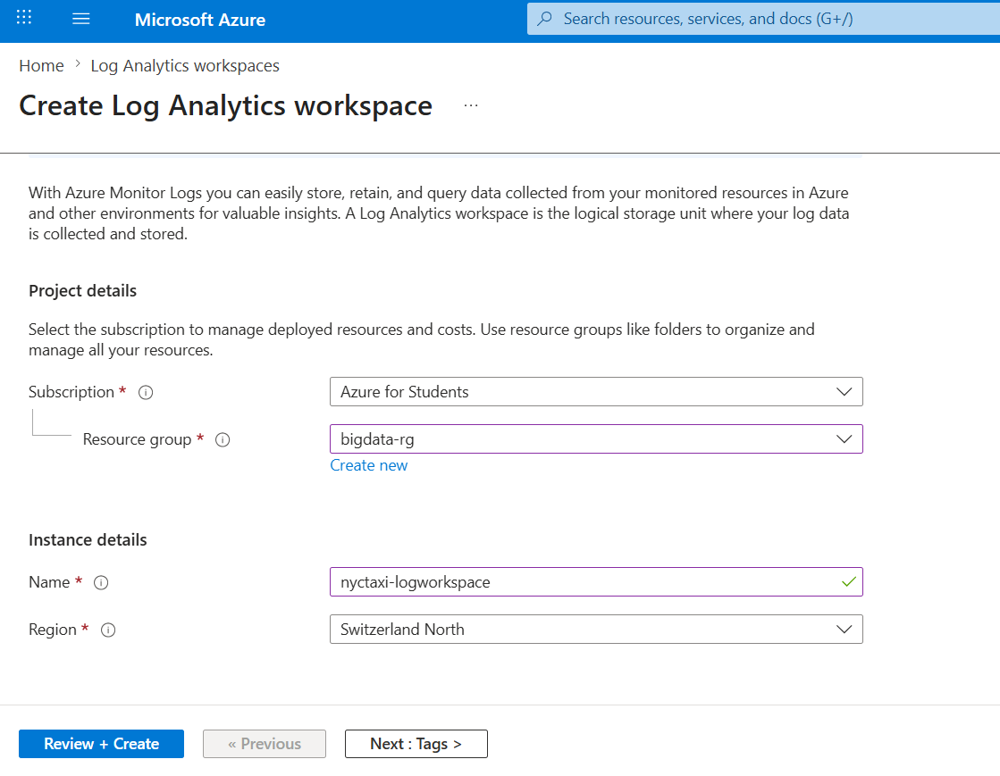 Microsoft Azure
Search resources, services, and docs (G+/)
Home > Log Analytics workspaces
Create Log Analytics workspace ...
With Azure Monitor Logs you can easily store, retain, and query data collected from your monitored resources in Azure
and other environments for valuable insights. A Log Analytics workspace is the logical storage unit where your log data
is collected and stored.
Project details
Select the subscription to manage deployed resources and costs. Use resource groups like folders to organize and
manage all your resources.
Subscription *
Azure for Students
Resource group *
bigdata-rg
Create new
Instance details
Name *
nyctaxi-logworkspace
Region *
Switzerland North
Review + Create
« Previous
Next : Tags >